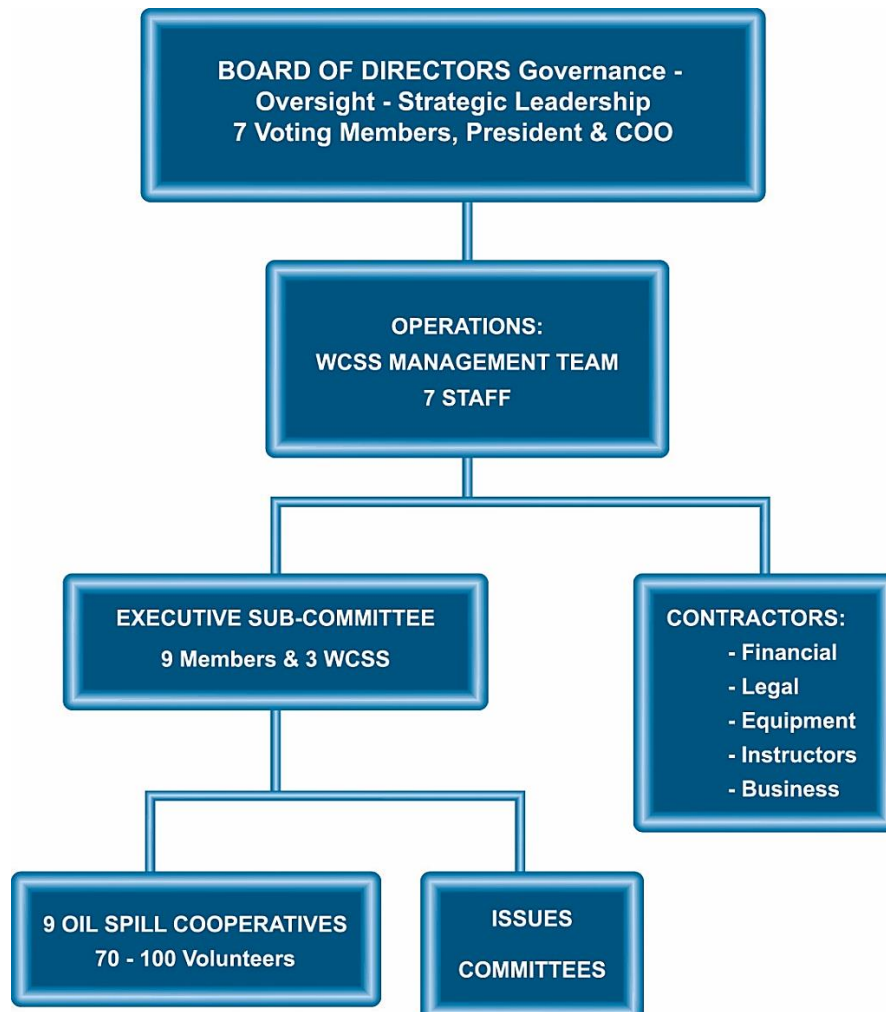 BOARD OF DIRECTORS Governance -
Oversight - Strategic Leadership
7 Voting Members, President & COO
OPERATIONS:
WCSS MANAGEMENT TEAM
7 STAFF
EXECUTIVE SUB-COMMITTEE
9 Members & 3 WCSS
CONTRACTORS:
- Financial
- Legal
- Equipment
- Instructors
- Business
9 OIL SPILL COOPERATIVES
70 - 100 Volunteers
ISSUES
COMMITTEES